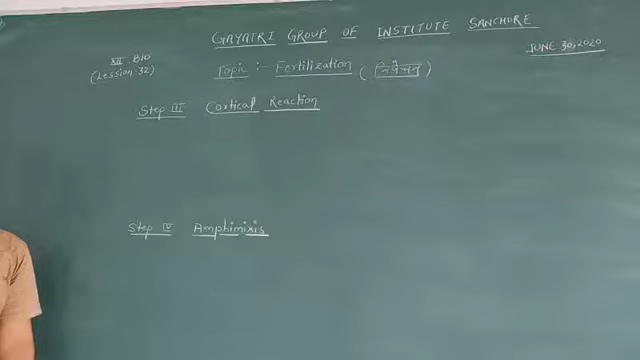 GAYATRI GROUP OF INSTITUTE SANCHORE
JUNE 30, 2020
XII BIO
(Lession-32)
Topic :- Fertilization (निषेचन)
Step III Cortical Reaction
Step IV Amphimixis